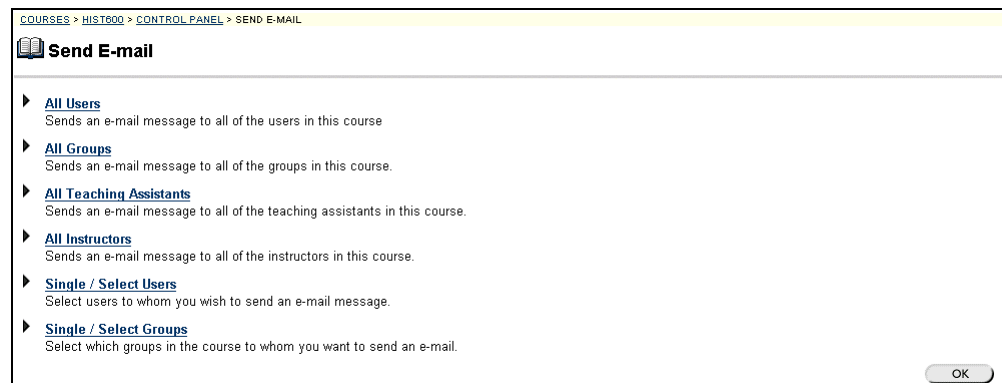 COURSES > HIST600 > CONTROL PANEL > SEND E-MAIL
Send E-mail
All Users
Sends an e-mail message to all of the users in this course
All Groups
Sends an e-mail message to all of the groups in this course.
All Teaching Assistants
Sends an e-mail message to all of the teaching assistants in this course.
All Instructors
Sends an e-mail message to all of the instructors in this course.
Single / Select Users
Select users to whom you wish to send an e-mail message.
Single / Select Groups
Select which groups in the course to whom you want to send an e-mail.
OK